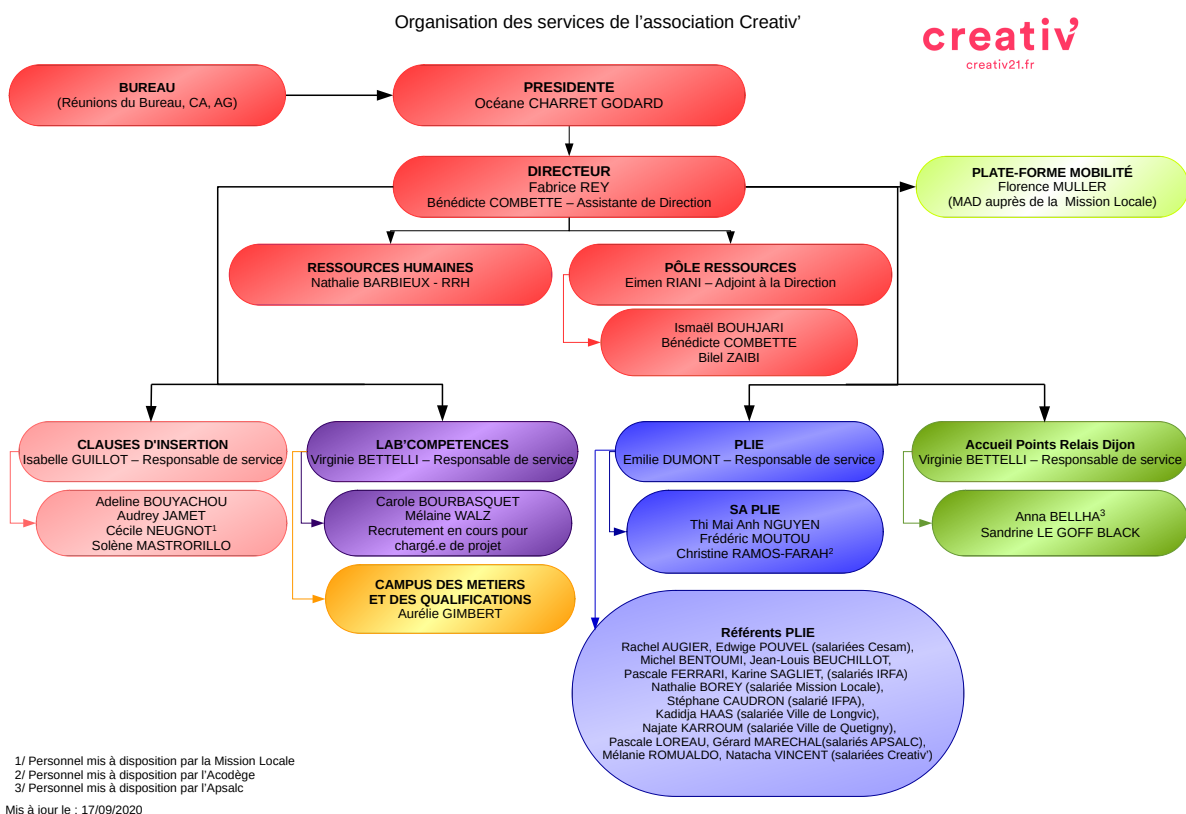 Organisation des services de l’association Creativ’
creativ’
creativ21.fr
BUREAU
(Réunions du Bureau, CA, AG)
PRESIDENTE
Océane CHARRET GODARD
DIRECTEUR
Fabrice REY
Bénédicte COMBETTE – Assistante de Direction
PLATE-FORME MOBILITÉ
Florence MULLER
(MAD auprès de la Mission Locale)
RESSOURCES HUMAINES
Nathalie BARBIEUX - RRH
PÔLE RESSOURCES
Eimen RIANI – Adjoint à la Direction
Ismaël BOUHJARI
Bénédicte COMBETTE
Bilel ZAIBI
CLAUSES D'INSERTION
Isabelle GUILLOT – Responsable de service
LAB’COMPETENCES
Virginie BETTELLI – Responsable de service
PLIE
Emilie DUMONT – Responsable de service
Accueil Points Relais Dijon
Virginie BETTELLI – Responsable de service
Adeline BOUYACHOU
Audrey JAMET
Cécile NEUGNOT¹
Solène MASTRORILLO
Carole BOURBASQUET
Mélaine WALZ
Recrutement en cours pour
chargé.e de projet
SA PLIE
Thi Mai Anh NGUYEN
Frédéric MOUTOU
Christine RAMOS-FARAH²
Anna BELLHA³
Sandrine LE GOFF BLACK
CAMPUS DES METIERS
ET DES QUALIFICATIONS
Aurélie GIMBERT
Référents PLIE
Rachel AUGIER, Edwige POUVEL (salariées Cesam),
Michel BENTOUMI, Jean-Louis BEUCHILLOT,
Pascale FERRARI, Karine SAGLIET, (salariés IRFA)
Nathalie BOREY (salariée Mission Locale),
Stéphane CAUDRON (salarié IFPA),
Kadidja HAAS (salariée Ville de Longvic),
Najate KARROUM (salariée Ville de Quetigny),
Pascale LOREAU, Gérard MARECHAL(salariés APSALC),
Mélanie ROMUALDO, Natacha VINCENT (salariées Creativ’)
1/ Personnel mis à disposition par la Mission Locale
2/ Personnel mis à disposition par l’Acodège
3/ Personnel mis à disposition par l’Apsalc
Mis à jour le : 17/09/2020